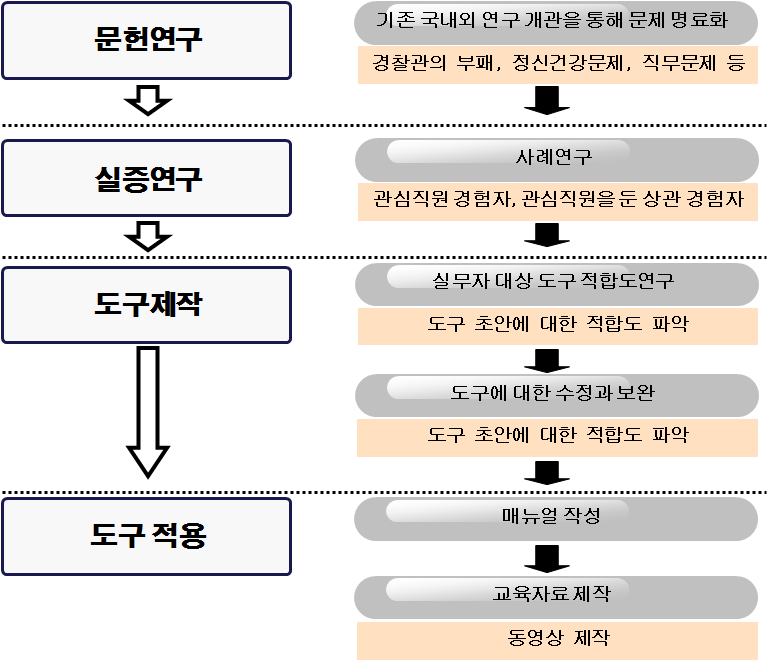 문헌연구
기존 국내외 연구 개관을 통해 문제 명료화
경찰관의 부패, 정신건강문제, 직무문제 등
실증연구
사례연구
관심직원 경험자, 관심직원을 둔 상관 경험자
도구제작
실무자 대상 도구 적합도연구
도구 초안에 대한 적합도 파악
도구에 대한 수정과 보완
도구 초안에 대한 적합도 파악
도구 적용
매뉴얼 작성
교육자료 제작
동영상 제작